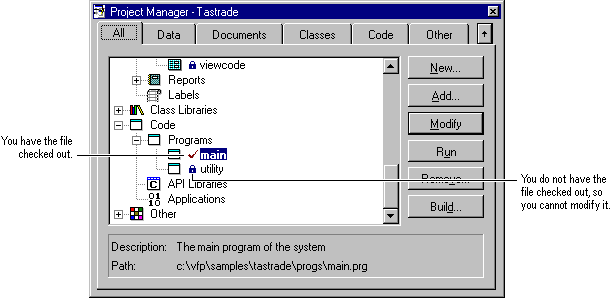 Project Manager - Tastrade
All
Data
Documents
Classes
Code
Other
viewcode
Reports
Labels
Class Libraries
Code
Programs
main
utility
API Libraries
Applications
Other
New...
Add...
Modify
Run
Remove...
Build...
You have the file
checked out.
You do not have the
file checked out, so
you cannot modify it.
Description: The main program of the system
Path: c:\vfp\samples\tastrade\progs\main.prg